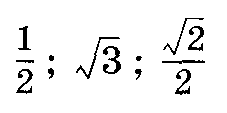 1/2 ; √3 ; √2/2